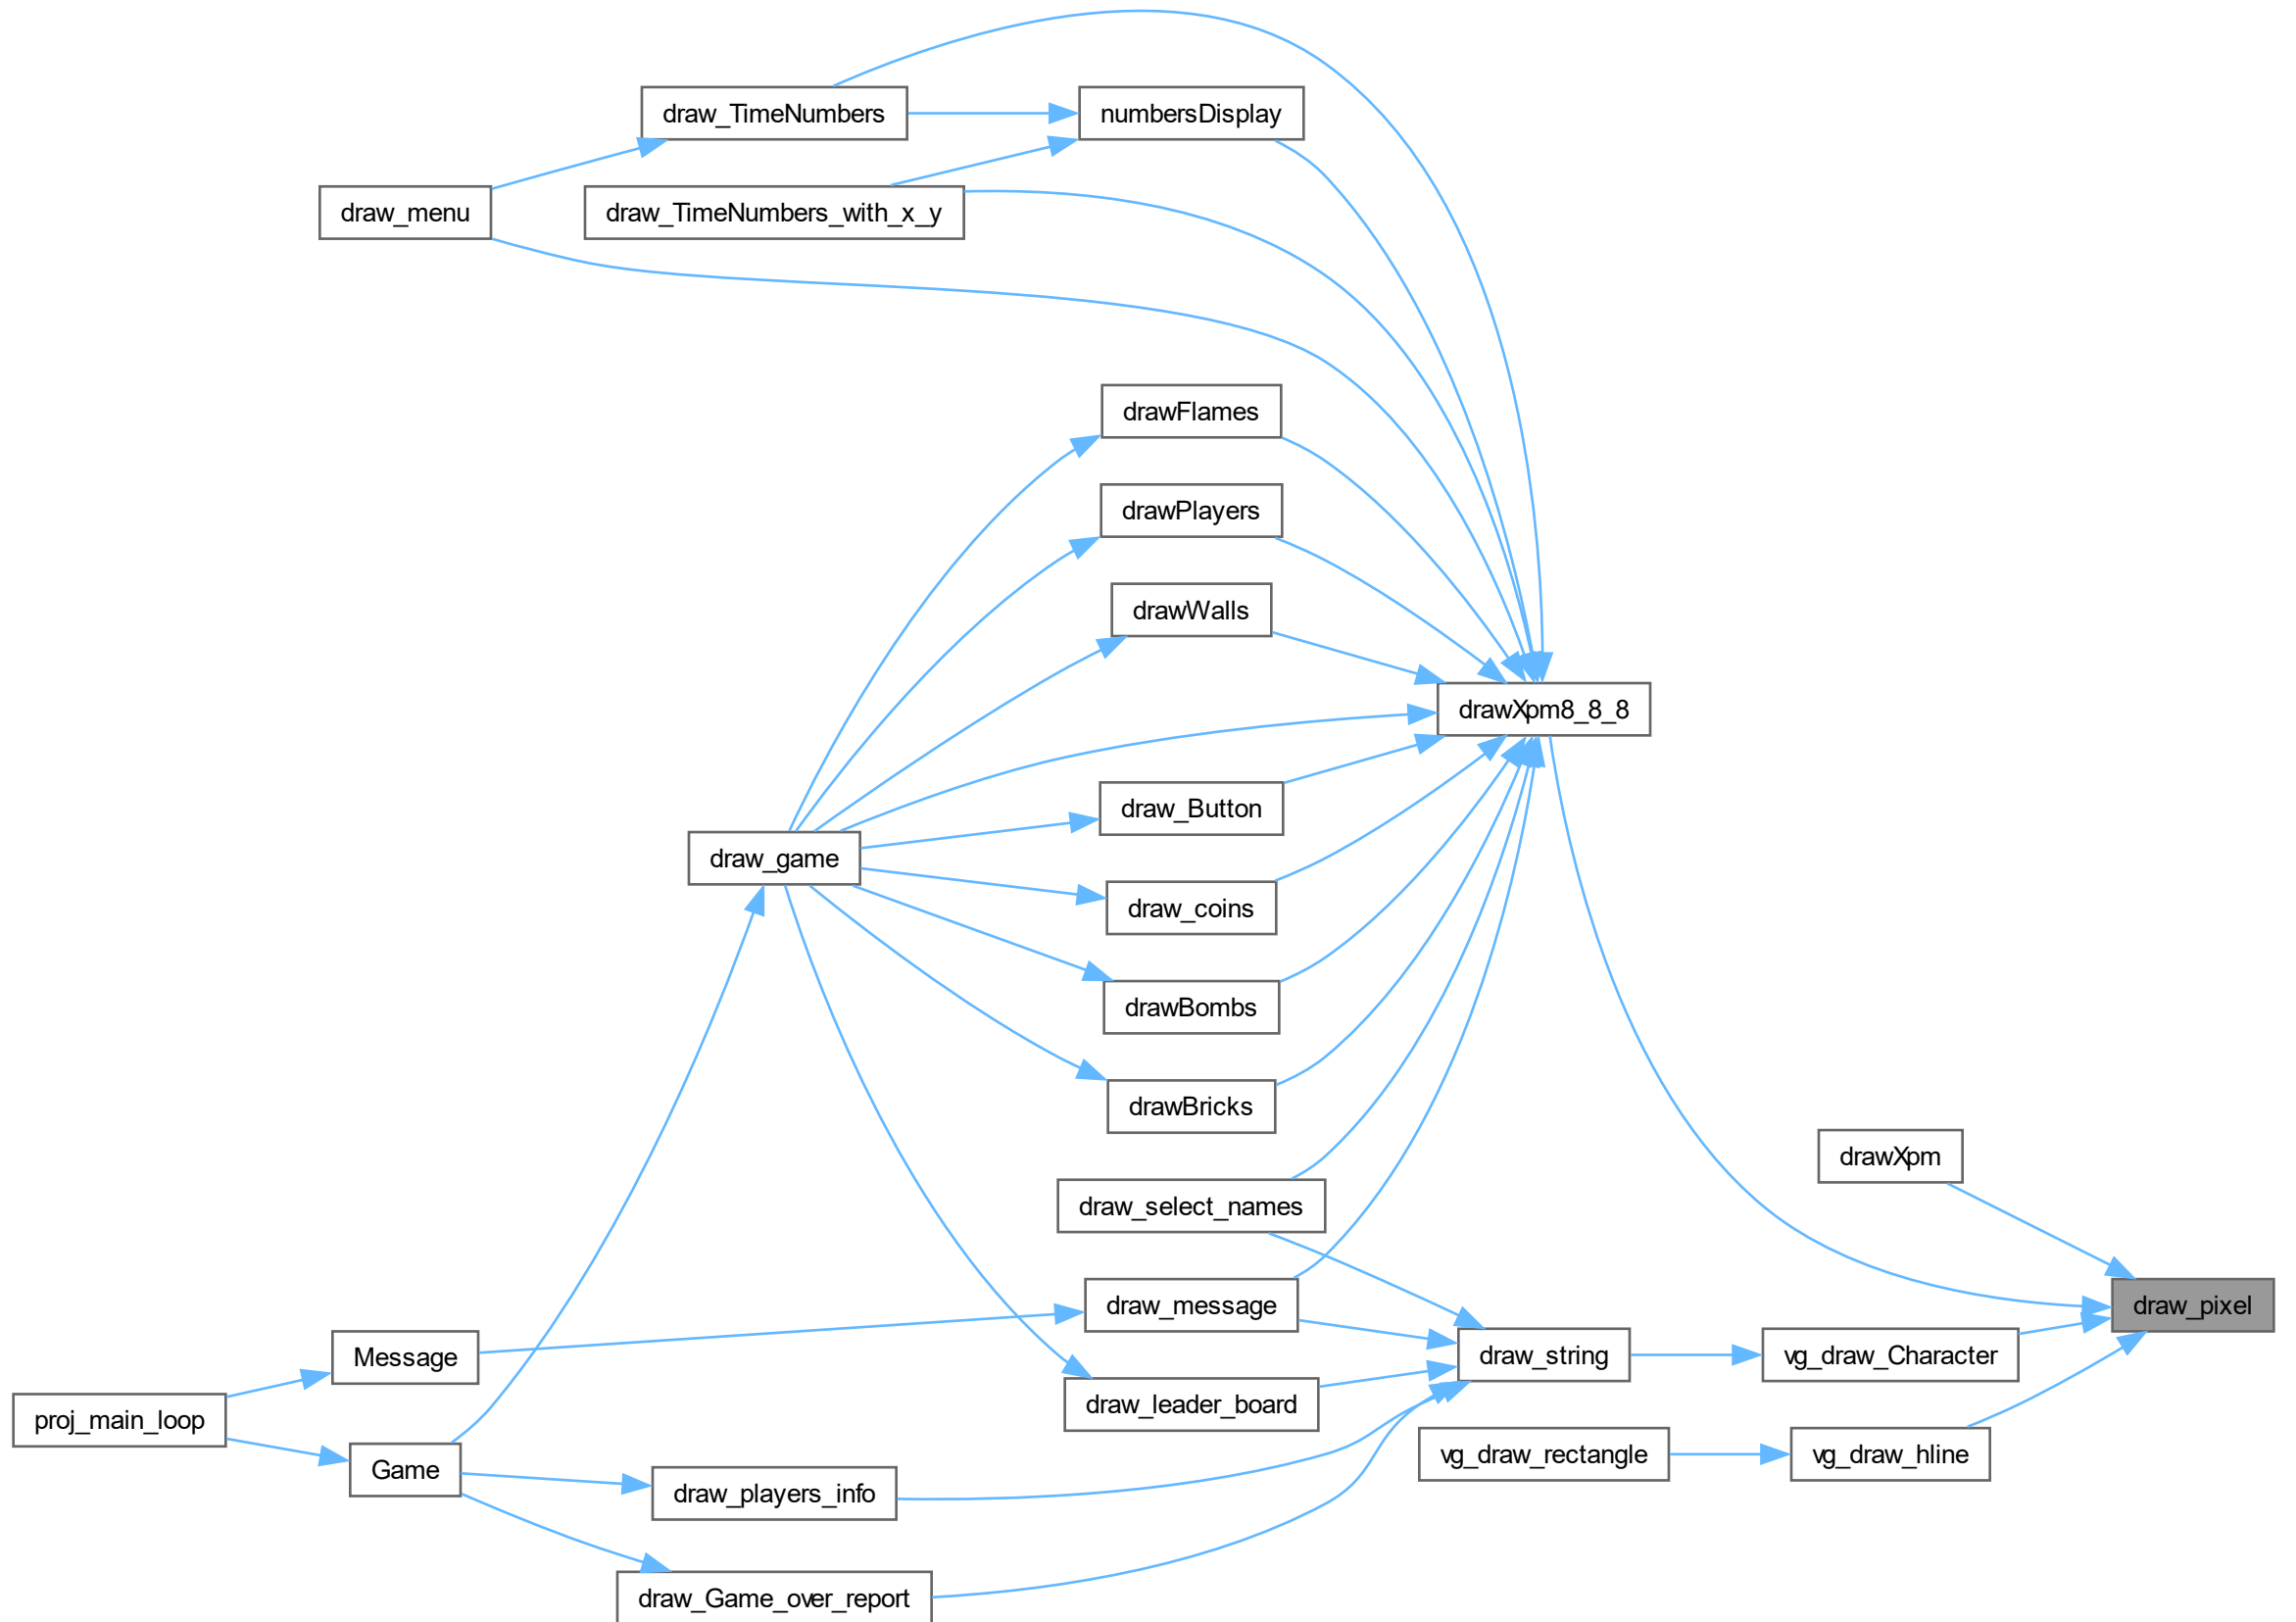 draw_TimeNumbers
numbersDisplay
draw_menu
draw_TimeNumbers_with_x_y
drawFlames
drawPlayers
drawWalls
drawXpm8_8_8
draw_Button
draw_game
draw_coins
drawBombs
drawBricks
drawXpm
draw_select_names
draw_message
draw_pixel
Message
draw_string
vg_draw_Character
draw_leader_board
proj_main_loop
vg_draw_rectangle
vg_draw_hline
Game
draw_players_info
draw_Game_over_report